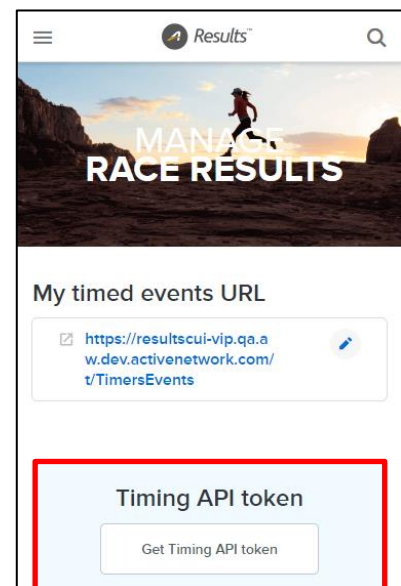 Results™
MANAGE
RACE RESULTS
My timed events URL
https://resultscui-vip.qa.a
w.dev.activenetwork.com/
t/TimersEvents
Timing API token
Get Timing API token